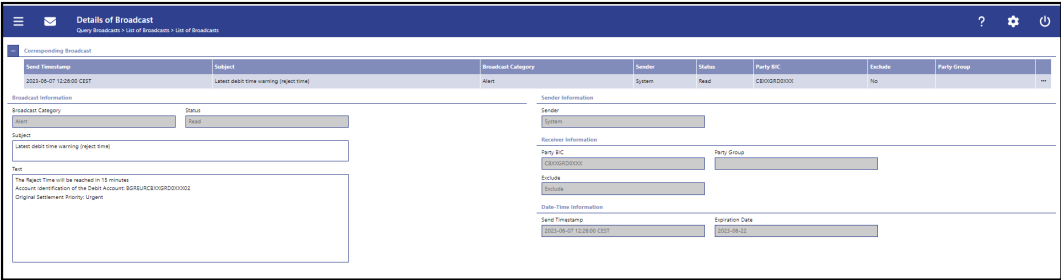 Details of Broadcast
Query Broadcasts > List of Broadcasts > List of Broadcasts
?
Corresponding Broadcast
Send Timestamp Subject Broadcast Category Sender Status Party BIC Exclude Party Group
2023-06-07 12:26:00 CEST Latest debit time warning (reject time) Alert System Read CBXXGRD0XXX No ...
Broadcast Information
Broadcast Category Status
Alert Read
Subject
Latest debit time warning (reject time)
Text
The Reject Time will be reached in 15 minutes
Account Identification of the Debit Account: BGREURCBXXGRD0XXX02
Original Settlement Priority: Urgent
Sender Information
Sender
System
Receiver Information
Party BIC Party Group
CBXXGRD0XXX
Exclude
Exclude
Date-Time Information
Send Timestamp Expiration Date
2023-06-07 12:26:00 CEST 2023-06-22